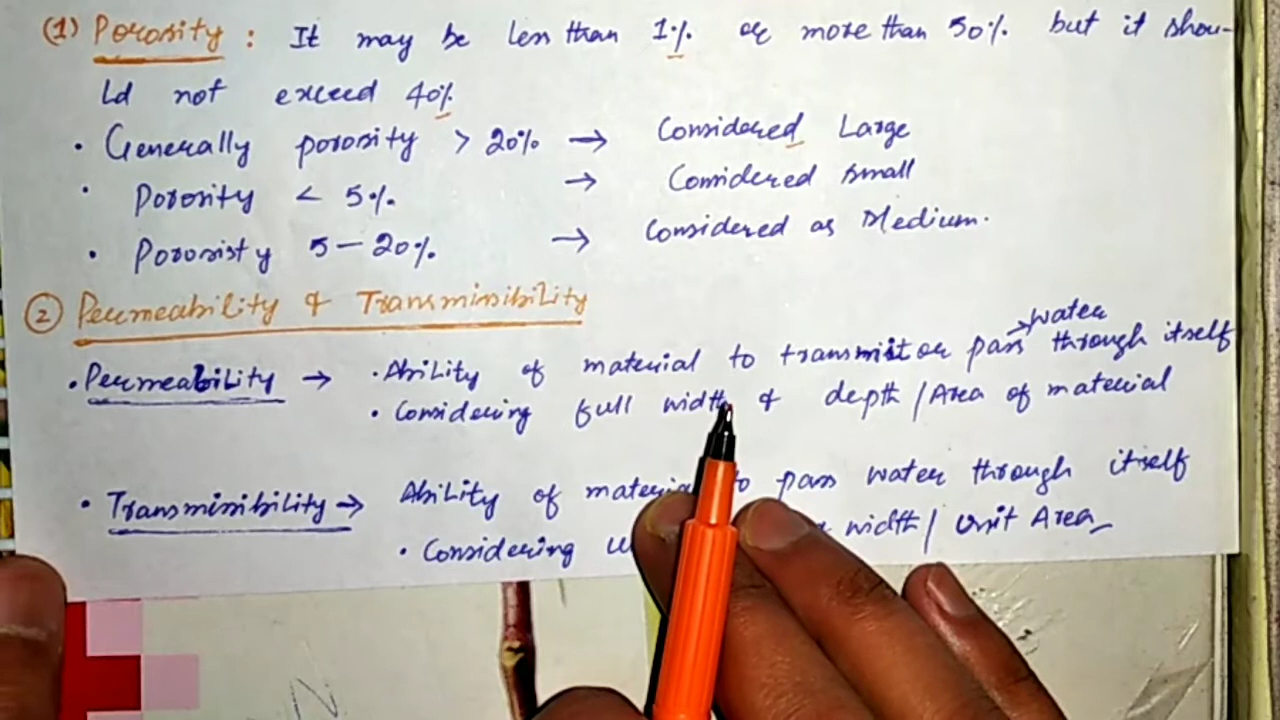 (1) Porosity : It may be less than 1% or more than 50% but it shou-
ld not exceed 40%
• Generally porosity > 20% → Considered Large
• Porosity < 5% → Considered small
• Porosisty 5 – 20% → Considered as Medium.
② Permeability & Transmissibility
→ water
• Permeability → • Ability of material to transmit or pass through itself
• Considering full width & depth / Area of material
• Transmissibility → Ability of material to pass water through itself
• Considering width / Unit Area